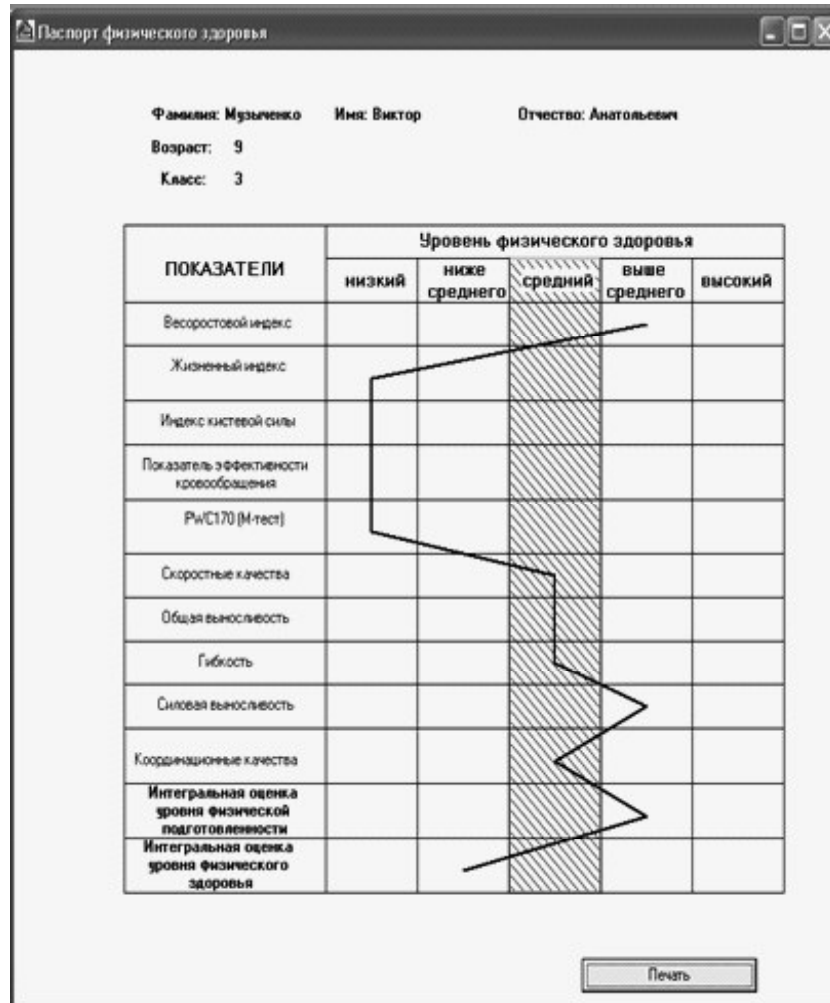 Паспорт физического здоровья
Фамилия: Музыченко Имя: Виктор Отчество: Анатольевич
Возраст: 9
Класс: 3
ПОКАЗАТЕЛИ
Уровень физического здоровья
низкий
ниже
среднего
средний
выше
среднего
высокий
Весоростовой индекс
Жизненный индекс
Индекс кистевой силы
Показатель эффективности
кровообращения
PWC170 (М-тест)
Скоростные качества
Общая выносливость
Гибкость
Силовая выносливость
Координационные качества
Интегральная оценка
уровня физической
подготовленности
Интегральная оценка
уровня физического
здоровья
Печать